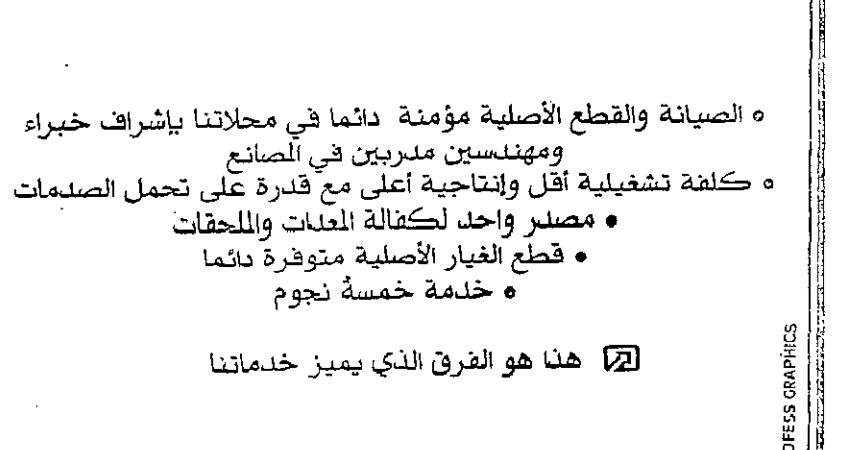 • الصيانة والقطع الأصلية مؤمنة دائما في محلاتنا بإشراف خبراء
ومهندسين مدربين في المصانع
• كلفة تشغيلية أقل وإنتاجية أعلى مع قدرة على تحمل الصدمات
• مصدر واحد لكفالة المعدات والملحقات
• قطع الغيار الأصلية متوفرة دائما
• خدمة خمسة نجوم
هذا هو الفرق الذي يميز خدماتنا
GRAPHICS